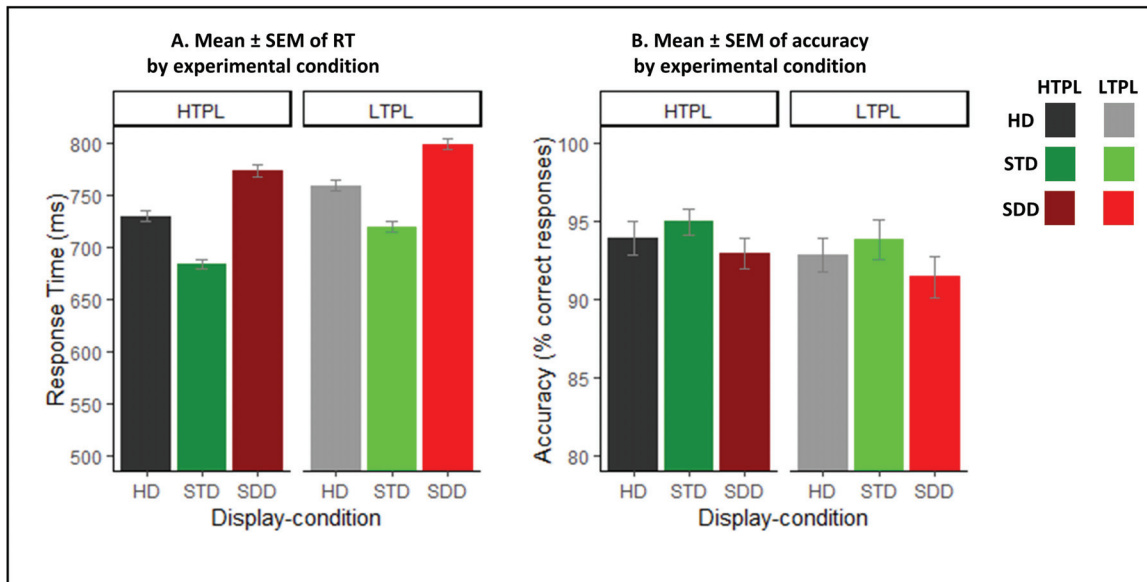 A. Mean ± SEM of RT
by experimental condition
HTPL LTPL
Response Time (ms)
800
750
700
650
600
550
500
HD STD SDD HD STD SDD
Display-condition
B. Mean ± SEM of accuracy
by experimental condition
HTPL LTPL
Accuracy (% correct responses)
100
95
90
85
80
HD STD SDD HD STD SDD
Display-condition
HTPL LTPL
HD
STD
SDD